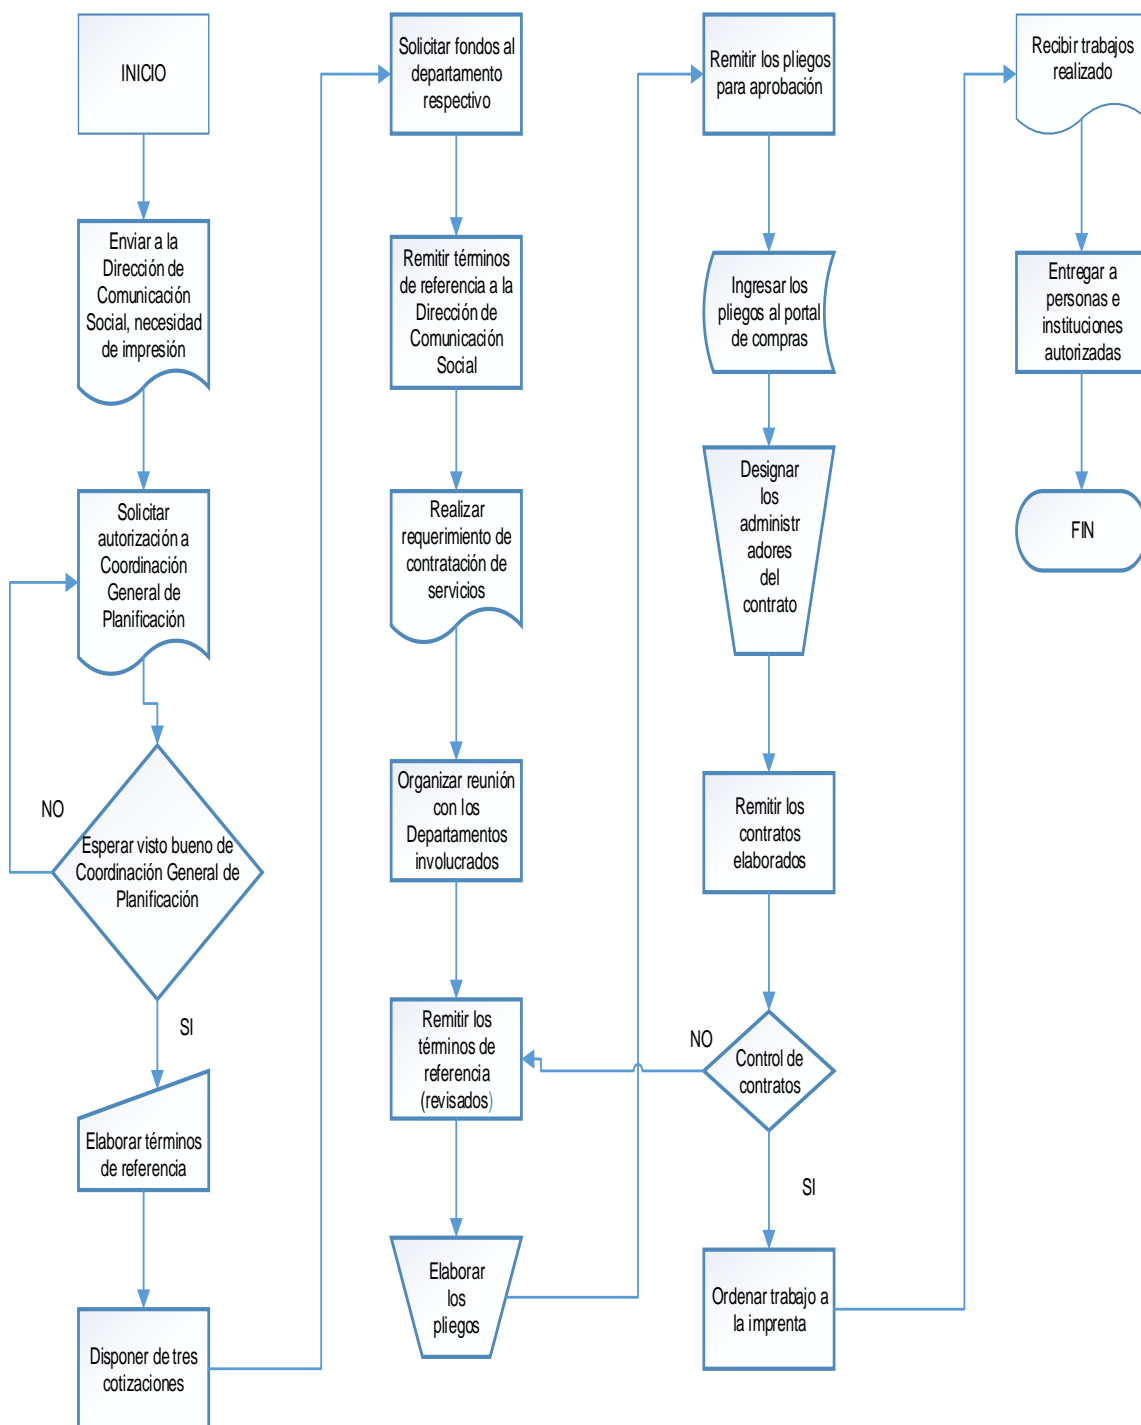 INICIO
Enviar a la
Dirección de
Comunicación
Social, necesidad
de impresión
Solicitar
autorización a
Coordinación
General de
Planificación
NO
Esperar visto bueno de
Coordinación General de
Planificación
SI
Elaborar términos
de referencia
Disponer de tres
cotizaciones
Solicitar fondos al
departamento
respectivo
Remitir términos
de referencia a la
Dirección de
Comunicación
Social
Realizar
requerimiento de
contratación de
servicios
Organizar reunión
con los
Departamentos
involucrados
Remitir los
términos de
referencia
(revisados)
Elaborar
los
pliegos
Remitir los pliegos
para aprobación
Ingresar los
pliegos al portal
de compras
Designar
los
administr
adores
del
contrato
Remitir los
contratos
elaborados
NO
Control de
contratos
SI
Ordenar trabajo a
la imprenta
Recibir trabajos
realizado
Entregar a
personas e
instituciones
autorizadas
FIN